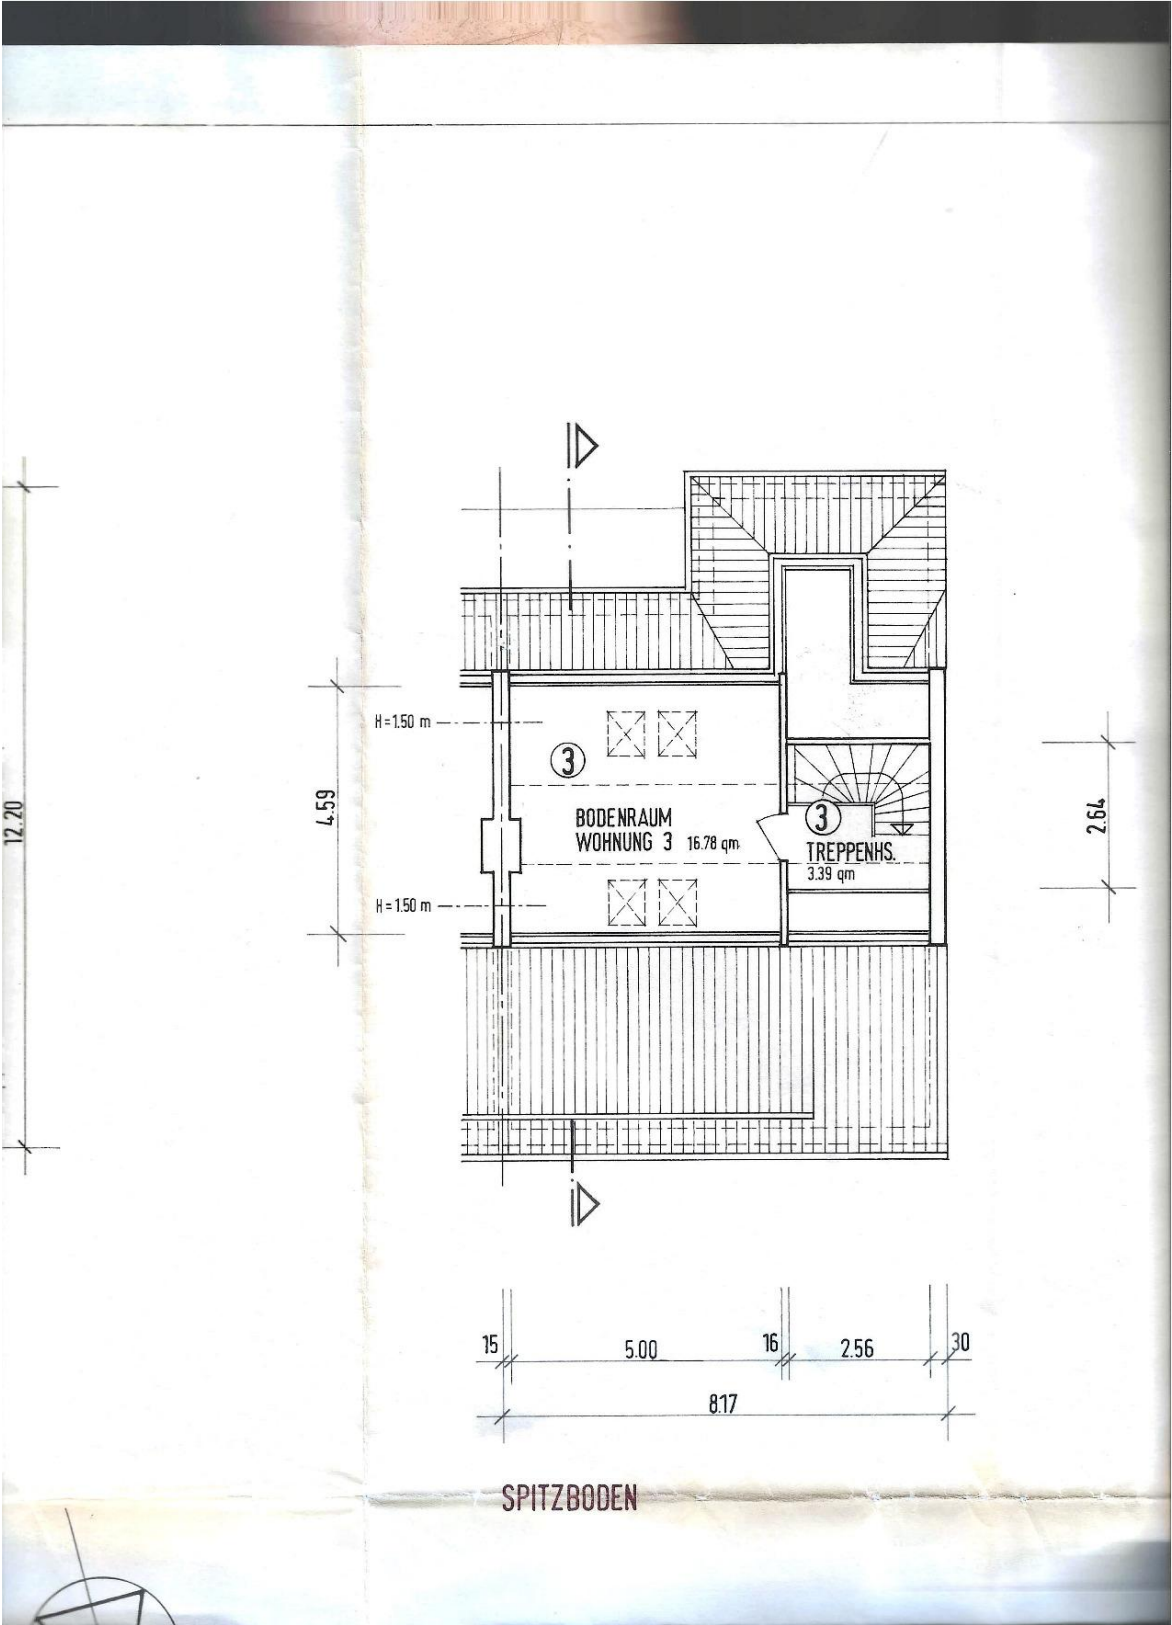 H=1.50 m
3
12.20
4.59
BODENRAUM
WOHNUNG 3 16.78 qm
3
TREPPENHS.
3.39 qm
2.64
H=1.50 m
15
5.00
16
2.56
30
8.17
SPITZBODEN